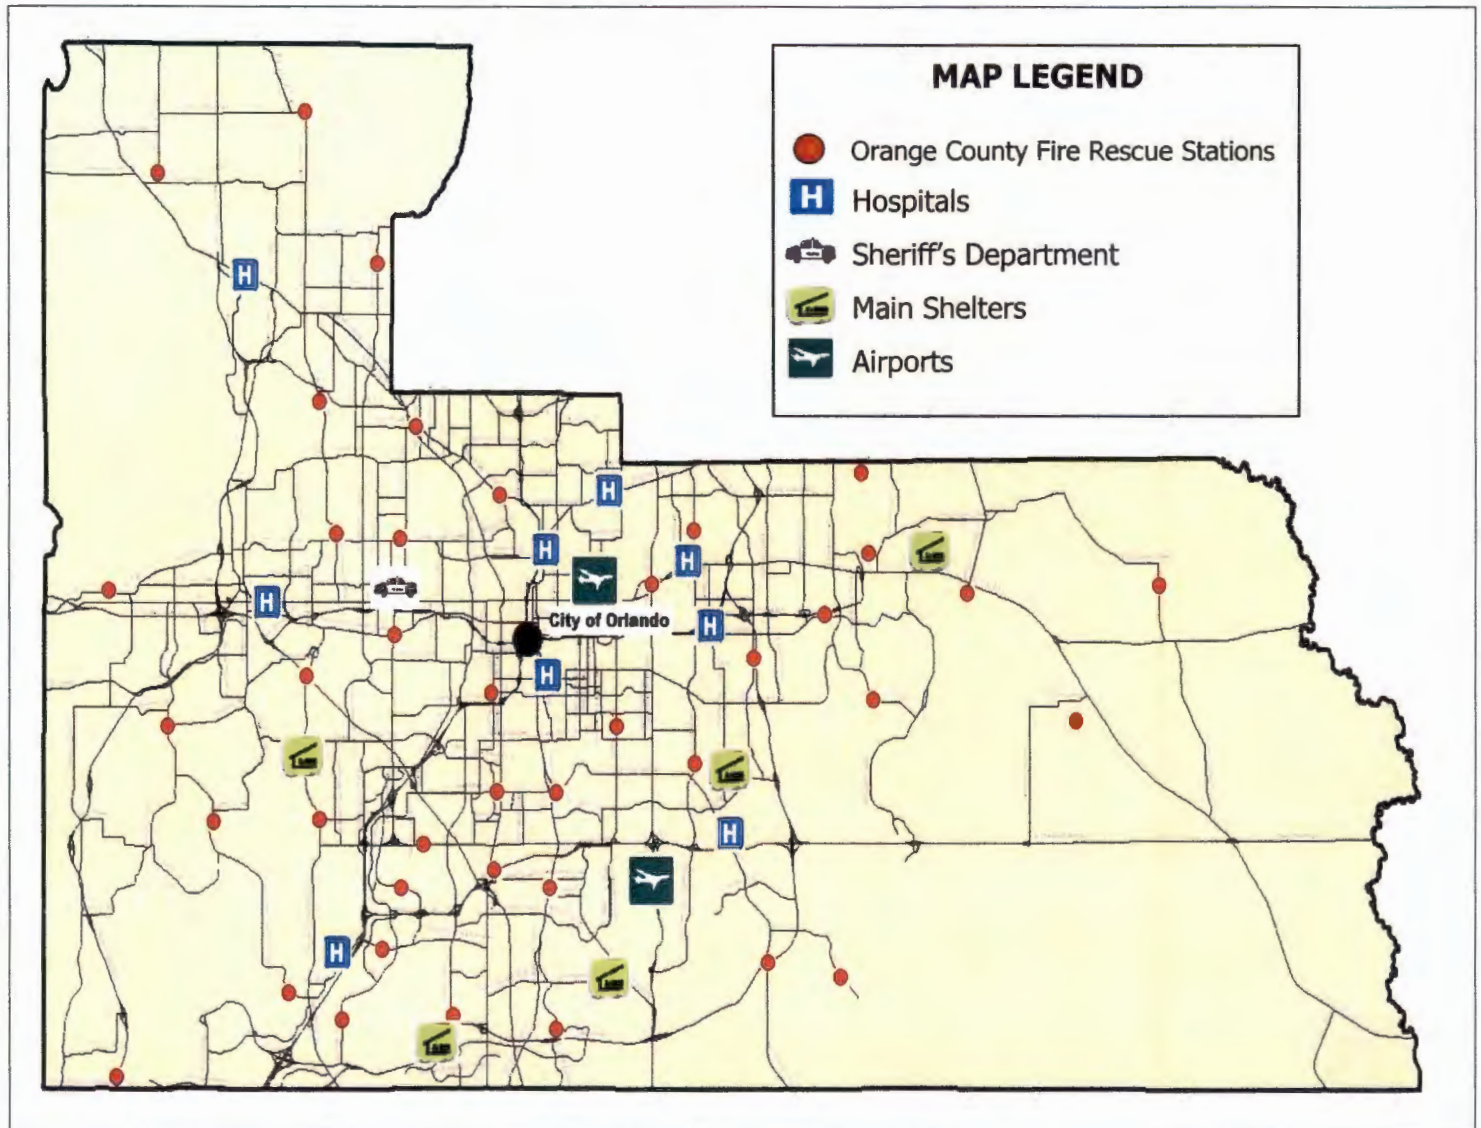 MAP LEGEND
Orange County Fire Rescue Stations
H Hospitals
Sheriff's Department
Main Shelters
Airports
H
H
H
H
H
City of Orlando
H
H
H
H